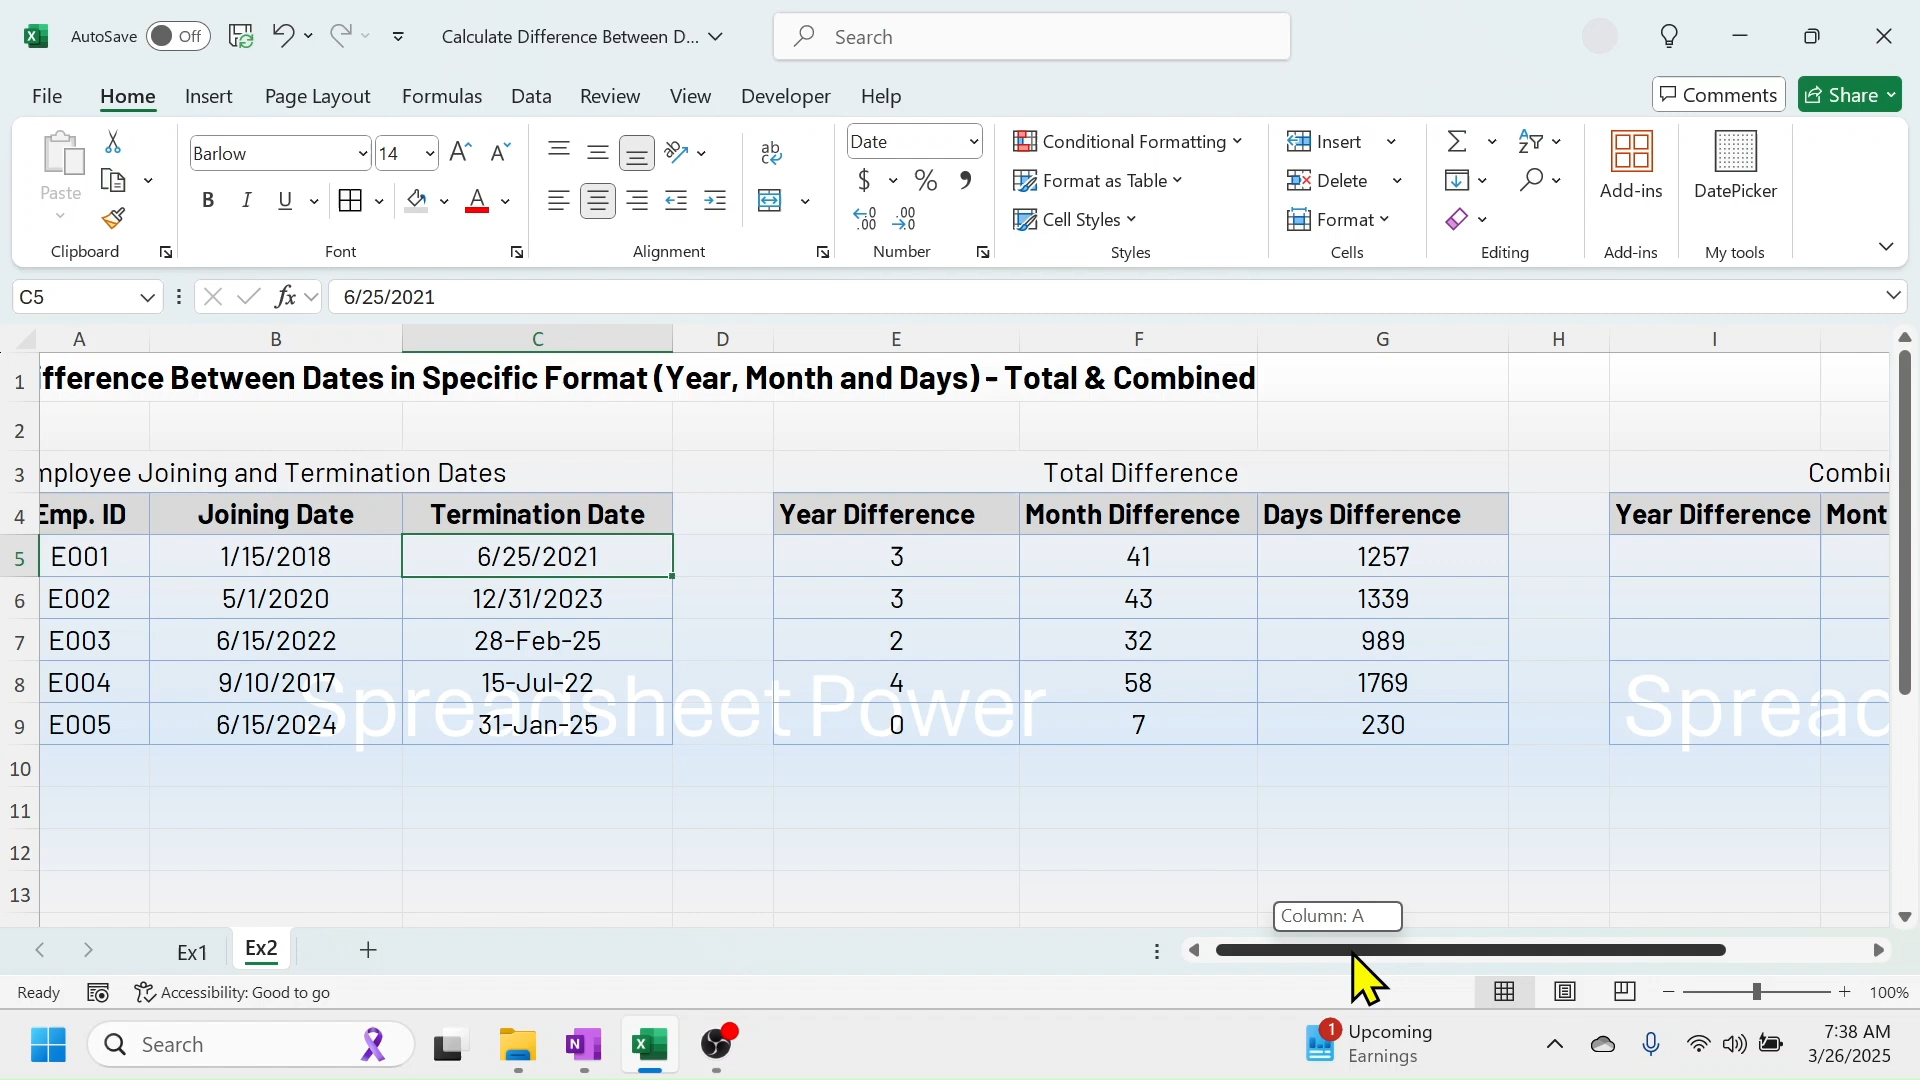 AutoSave Off Calculate Difference Between D... Search
File Home Insert Page Layout Formulas Data Review View Developer Help Comments Share
Paste
Clipboard
Barlow 14
B I U A
Font
Alignment
Date
$ % 9
Number
Conditional Formatting
Format as Table
Cell Styles
Styles
Insert
Delete
Format
Cells
Editing
Add-ins
Add-ins
DatePicker
My tools
C5 fx 6/25/2021
A B C D E F G H I
1 ifference Between Dates in Specific Format (Year, Month and Days) - Total & Combined
2
3 mployee Joining and Termination Dates Total Difference Combi
4 Emp. ID Joining Date Termination Date Year Difference Month Difference Days Difference Year Difference Mont
5 E001 1/15/2018 6/25/2021 3 41 1257
6 E002 5/1/2020 12/31/2023 3 43 1339
7 E003 6/15/2022 28-Feb-25 2 32 989
8 E004 9/10/2017 15-Jul-22 4 58 1769
Spreadsheet Power Spread
9 E005 6/15/2024 31-Jan-25 0 7 230
10
11
12
13
Column: A
Ex1 Ex2
Ready Accessibility: Good to go 100%
Search
1 Upcoming
Earnings
7:38 AM
3/26/2025